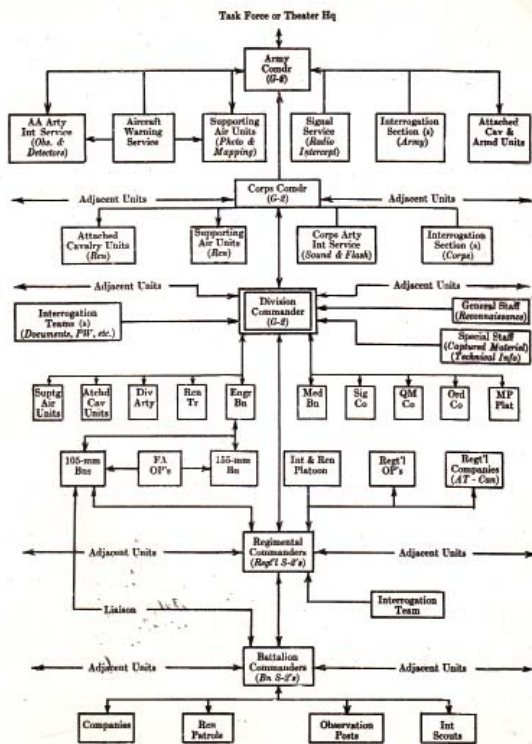 Task Force or Theater Hq
Army
Comdr
(G-2)
AA Arty
Int Service
(Obs. &
Detectors)
Aircraft
Warning
Service
Supporting
Air Units
(Photo &
Mapping)
Signal
Service
(Radio
Intercept)
Interrogation
Section (s)
(Army)
Attached
Cav &
Armd Units
Adjacent Units
Corps Comdr
(G-2)
Adjacent Units
Attached
Cavalry Units
(Rcn)
Supporting
Air Units
(Rcn)
Corps Arty
Int Service
(Sound & Flash)
Interrogation
Section (s)
(Corps)
Adjacent Units
Adjacent Units
Interrogation
Teams (s)
(Documents, PW, etc.)
Division
Commander
(G-2)
General Staff
(Reconnaissance)
Special Staff
(Captured Materiel)
(Technical Info)
Suptg
Air
Units
Atchd
Cav
Units
Div
Arty
Rcn
Tr
Engr
Bn
Med
Bn
Sig
Co
QM
Co
Ord
Co
MP
Plat
105-mm
Bns
FA
OP's
155-mm
Bn
Int & Rcn
Platoon
Regt'l
OP's
Regt'l
Companies
(AT - Can)
Adjacent Units
Regimental
Commanders
(Regt'l S-2's)
Adjacent Units
Liaison
Interrogation
Team
Adjacent Units
Battalion
Commanders
(Bn S-2's)
Adjacent Units
Companies
Rcn
Patrols
Observation
Posts
Int
Scouts